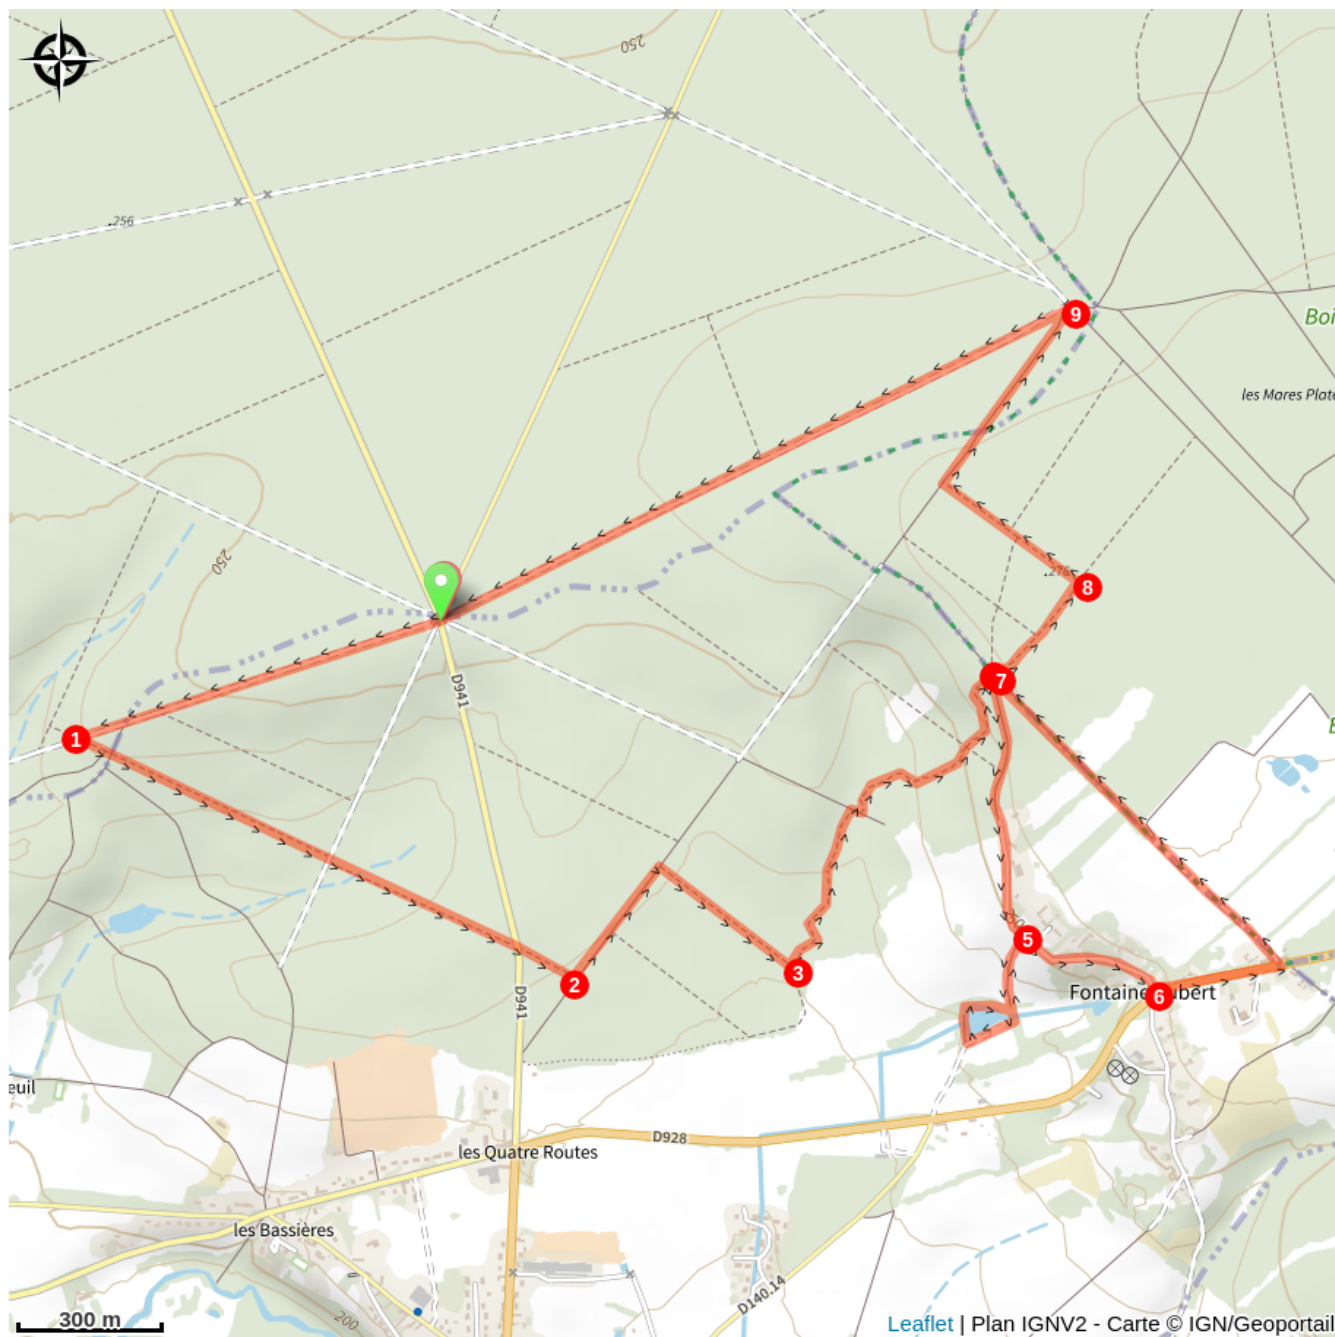 250
.256
Boi
9
les Mares Plate
250
.276
8
D941
7
1
5
2
3
D941
Fontaine
6
ubert
euil
D928
les Quatre Routes
les Bassières
D140.14
200
300 m
Leaflet | Plan IGNV2 - Carte © IGN/Geoportail